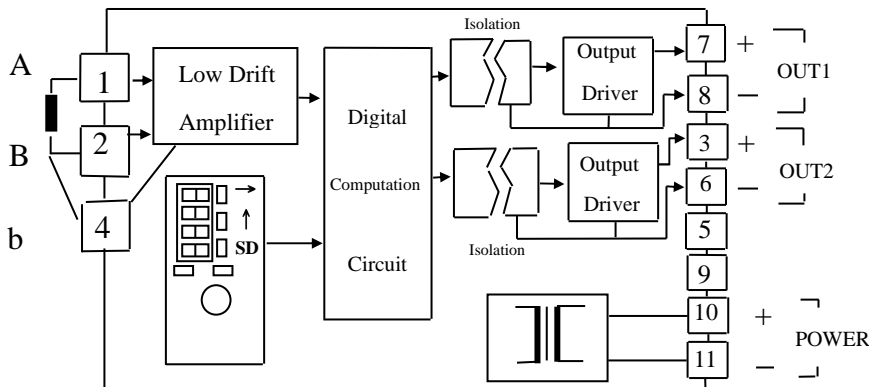 Isolation
A
1
Low Drift
Amplifier
Output
Driver
7
+
OUT1
8
−
Digital
2
B
3
+
OUT2
Computation
Output
Driver
6
−
b
4
SD
Isolation
5
Circuit
9
10
+
POWER
11
−